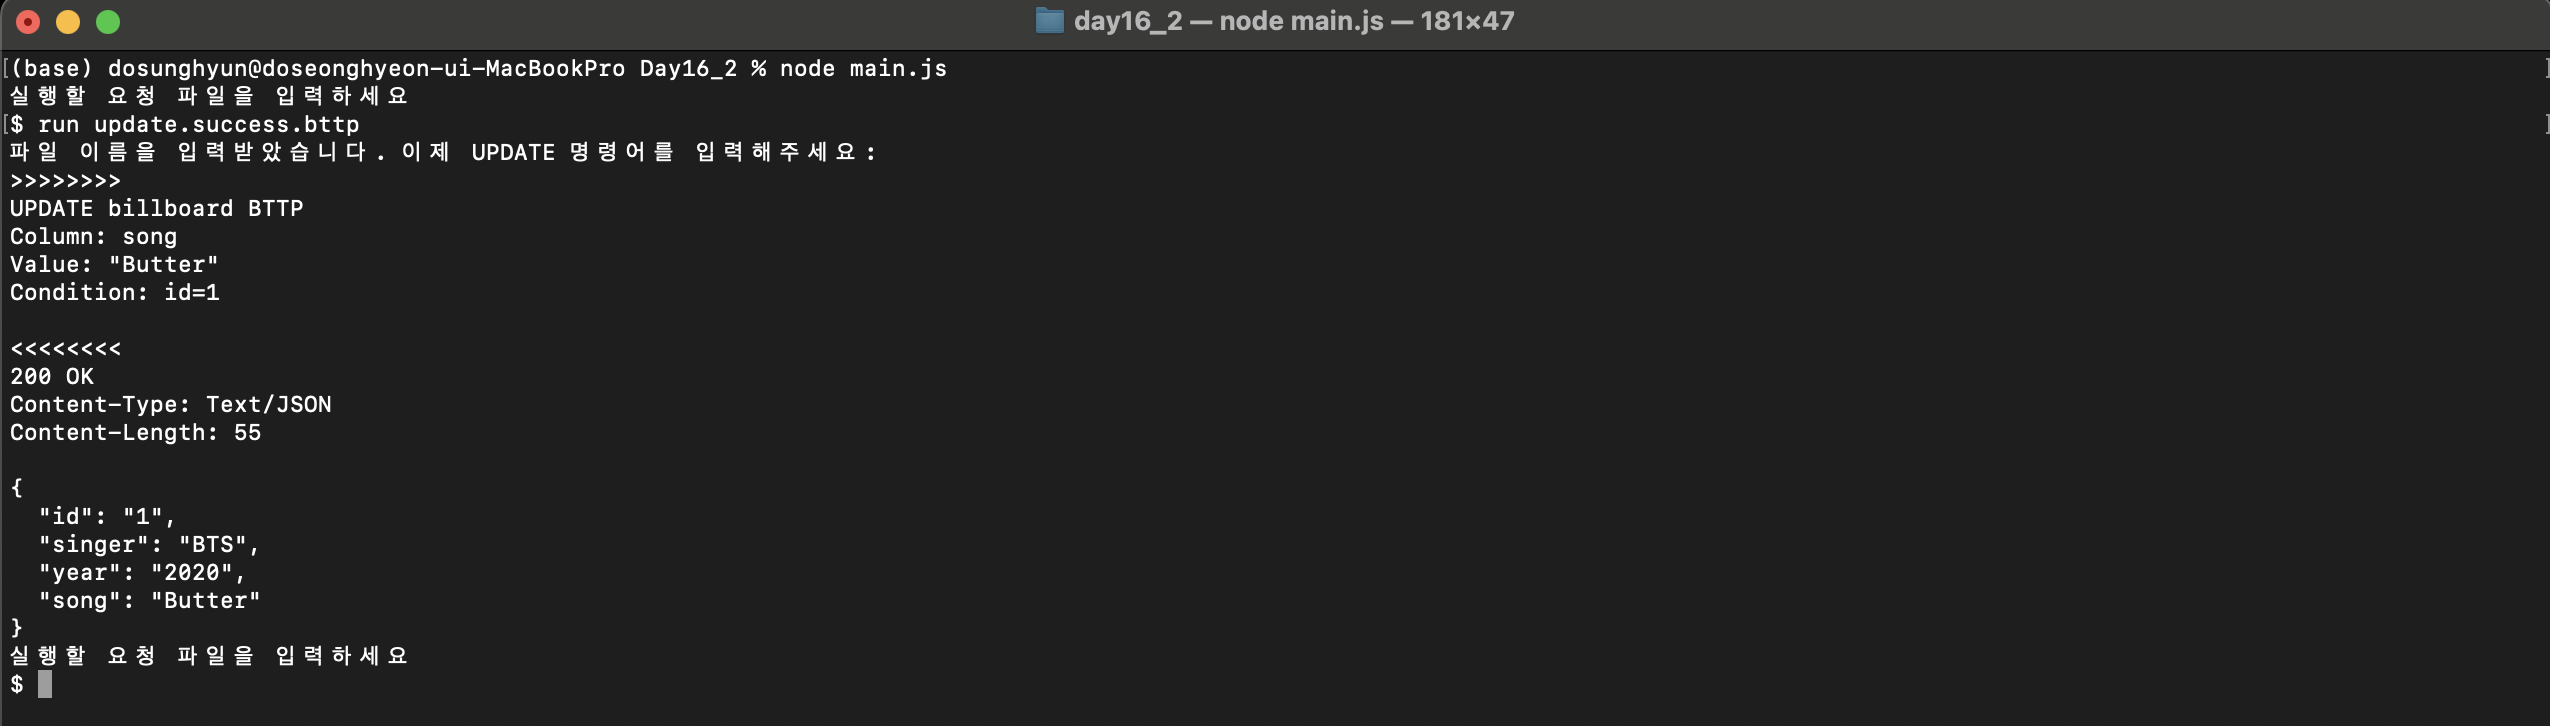 day16_2 — node main.js — 181×47
[(base) dosunghyun@doseonghyeon-ui-MacBookPro Day16_2 % node main.js ]
실행할 요청 파일을 입력하세요
[$ run update.success.bttp ]
파일 이름을 입력받았습니다. 이제 UPDATE 명령어를 입력해주세요:
>>>>>>>>
UPDATE billboard BTTP
Column: song
Value: "Butter"
Condition: id=1
<<<<<<<<
200 OK
Content-Type: Text/JSON
Content-Length: 55
{
  "id": "1",
  "singer": "BTS",
  "year": "2020",
  "song": "Butter"
}
실행할 요청 파일을 입력하세요
$